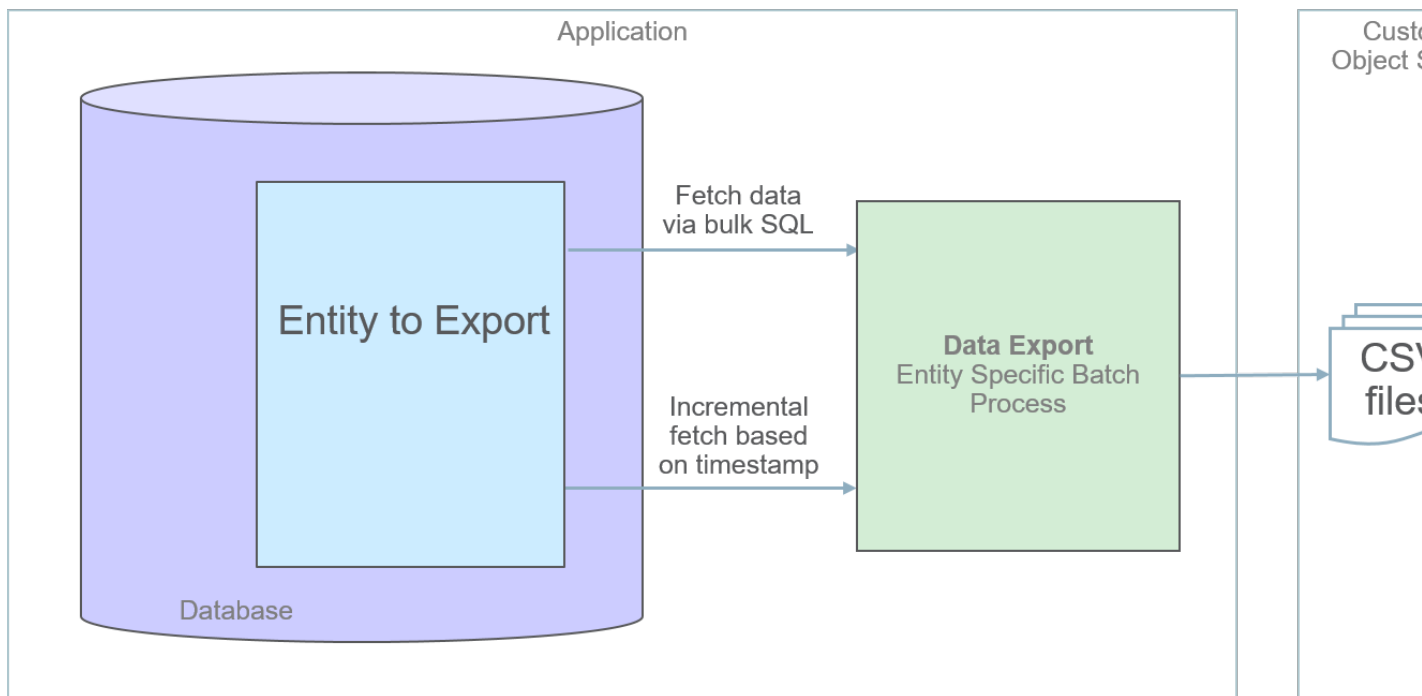 Application
Object
Fetch data
via bulk SQL
Entity to Export
Data Export
Entity Specific Batch
Process
Incremental
fetch based
on timestamp
Database